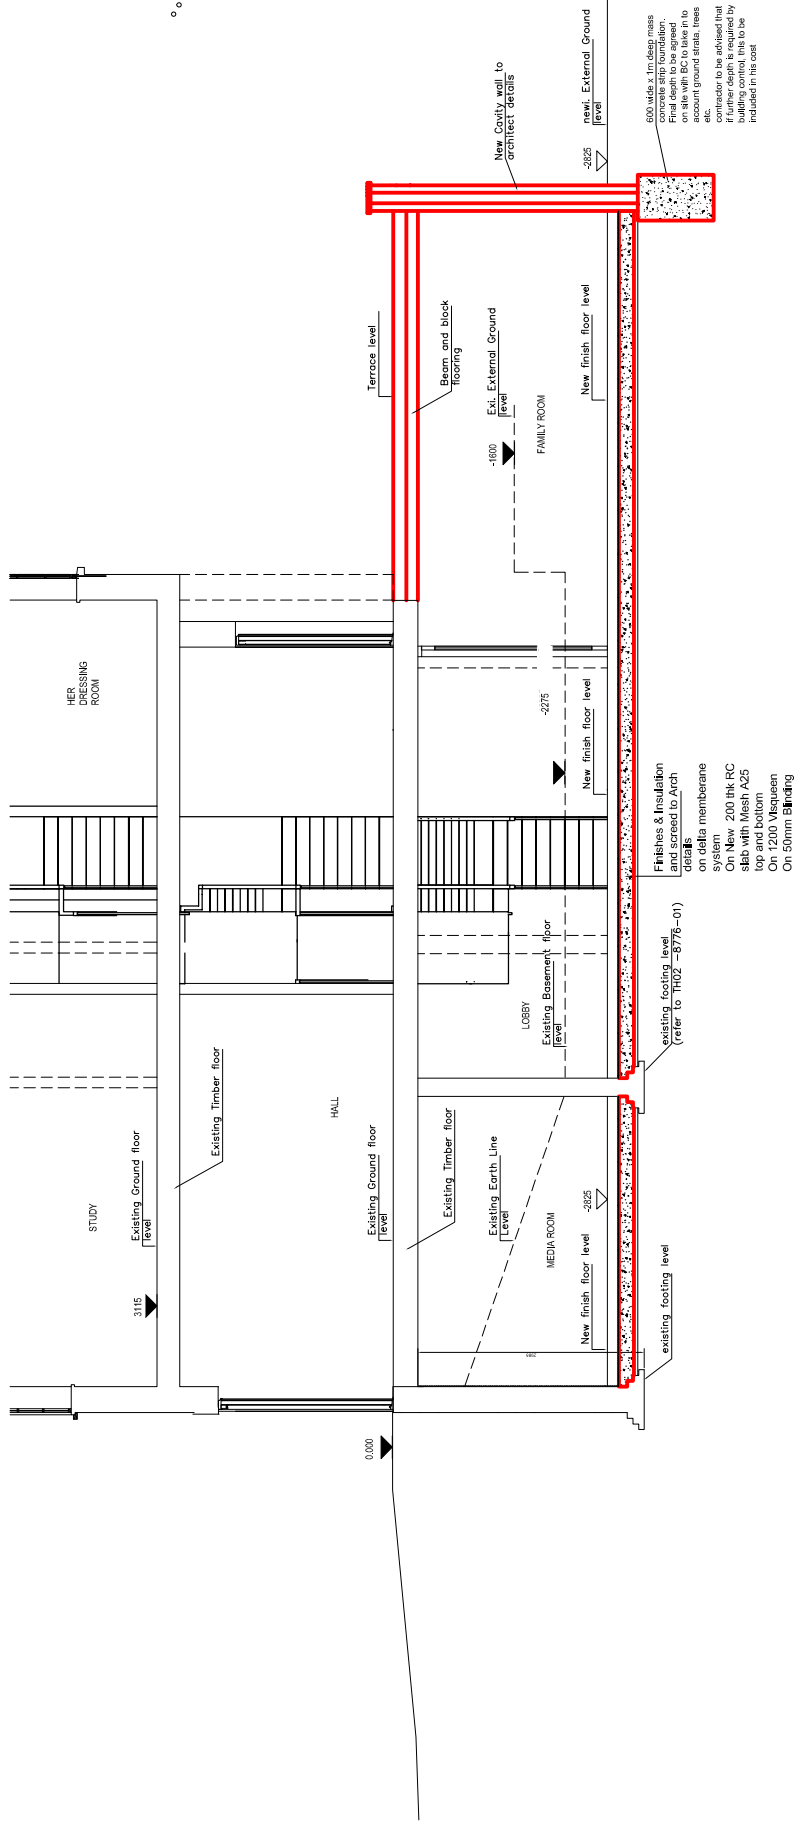 HER
DRESSING
ROOM
STUDY
3115
Existing Ground floor
level
Existing Timber floor
HALL
0.000
Existing Ground floor
level
Existing Timber floor
Terrace level
Beam and block
flooring
New Cavity wall to
architect details
Exi. External Ground
level
-1600
FAMILY ROOM
-2275
New finish floor level
New finish floor level
newi. External Ground
level
-2825
LOBBY
Existing Basement floor
level
Existing Earth Line
Level
MEDIA ROOM
-2825
New finish floor level
existing footing level
existing footing level
(refer to TH02 -8776-01)
Finishes & Insulation
and screed to Arch
details
on delta memberane
system
On New 200 thk RC
slab with Mesh A25
top and bottom
On 1200 Visqueen
On 50mm Blinding
600 wide x 1m deep mass
concrete strip foundation.
Final depth to be agreed
on site with BC to take in to
account ground strata, trees
etc.
contractor to be advised that
if further depth is required by
building control, this to be
included in his cost